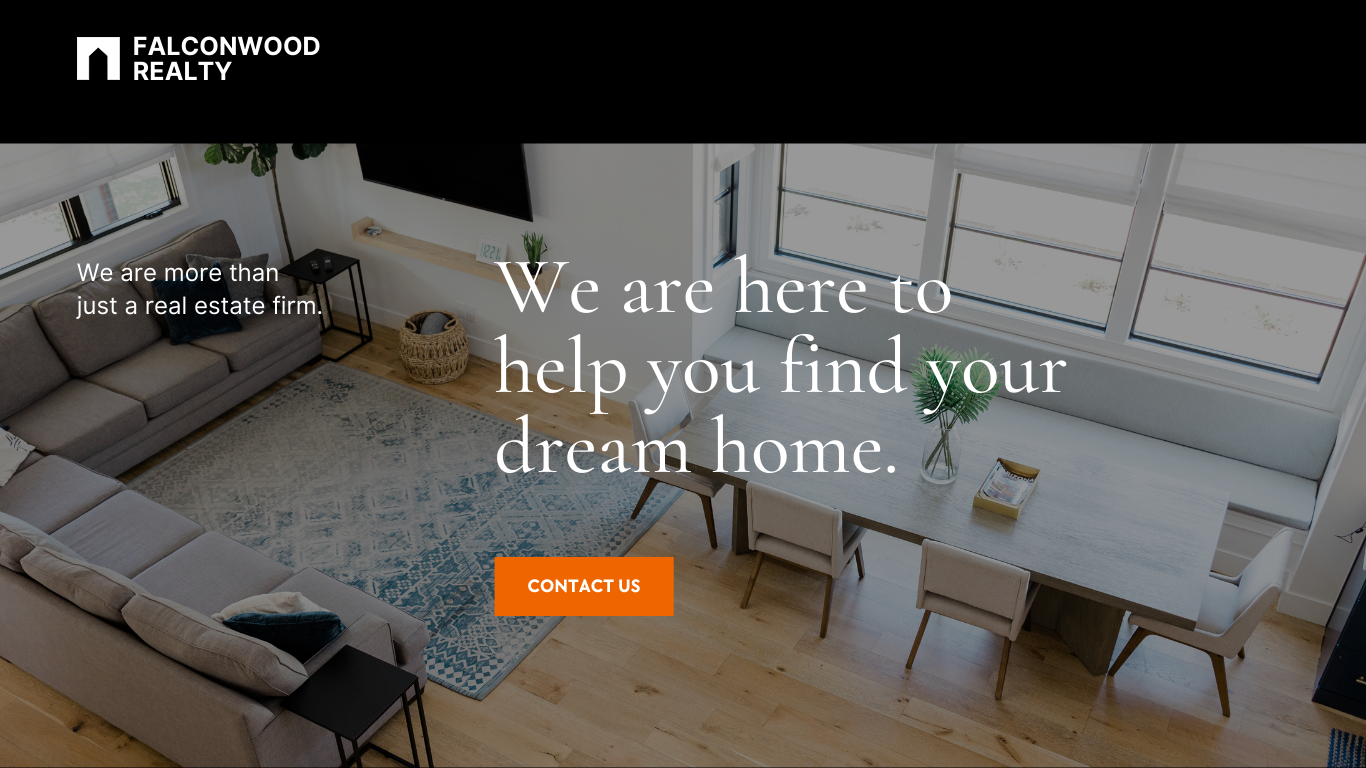 FALCONWOOD
REALTY
We are more than
just a real estate firm.
We are here to
help you find your
dream home.
CONTACT US